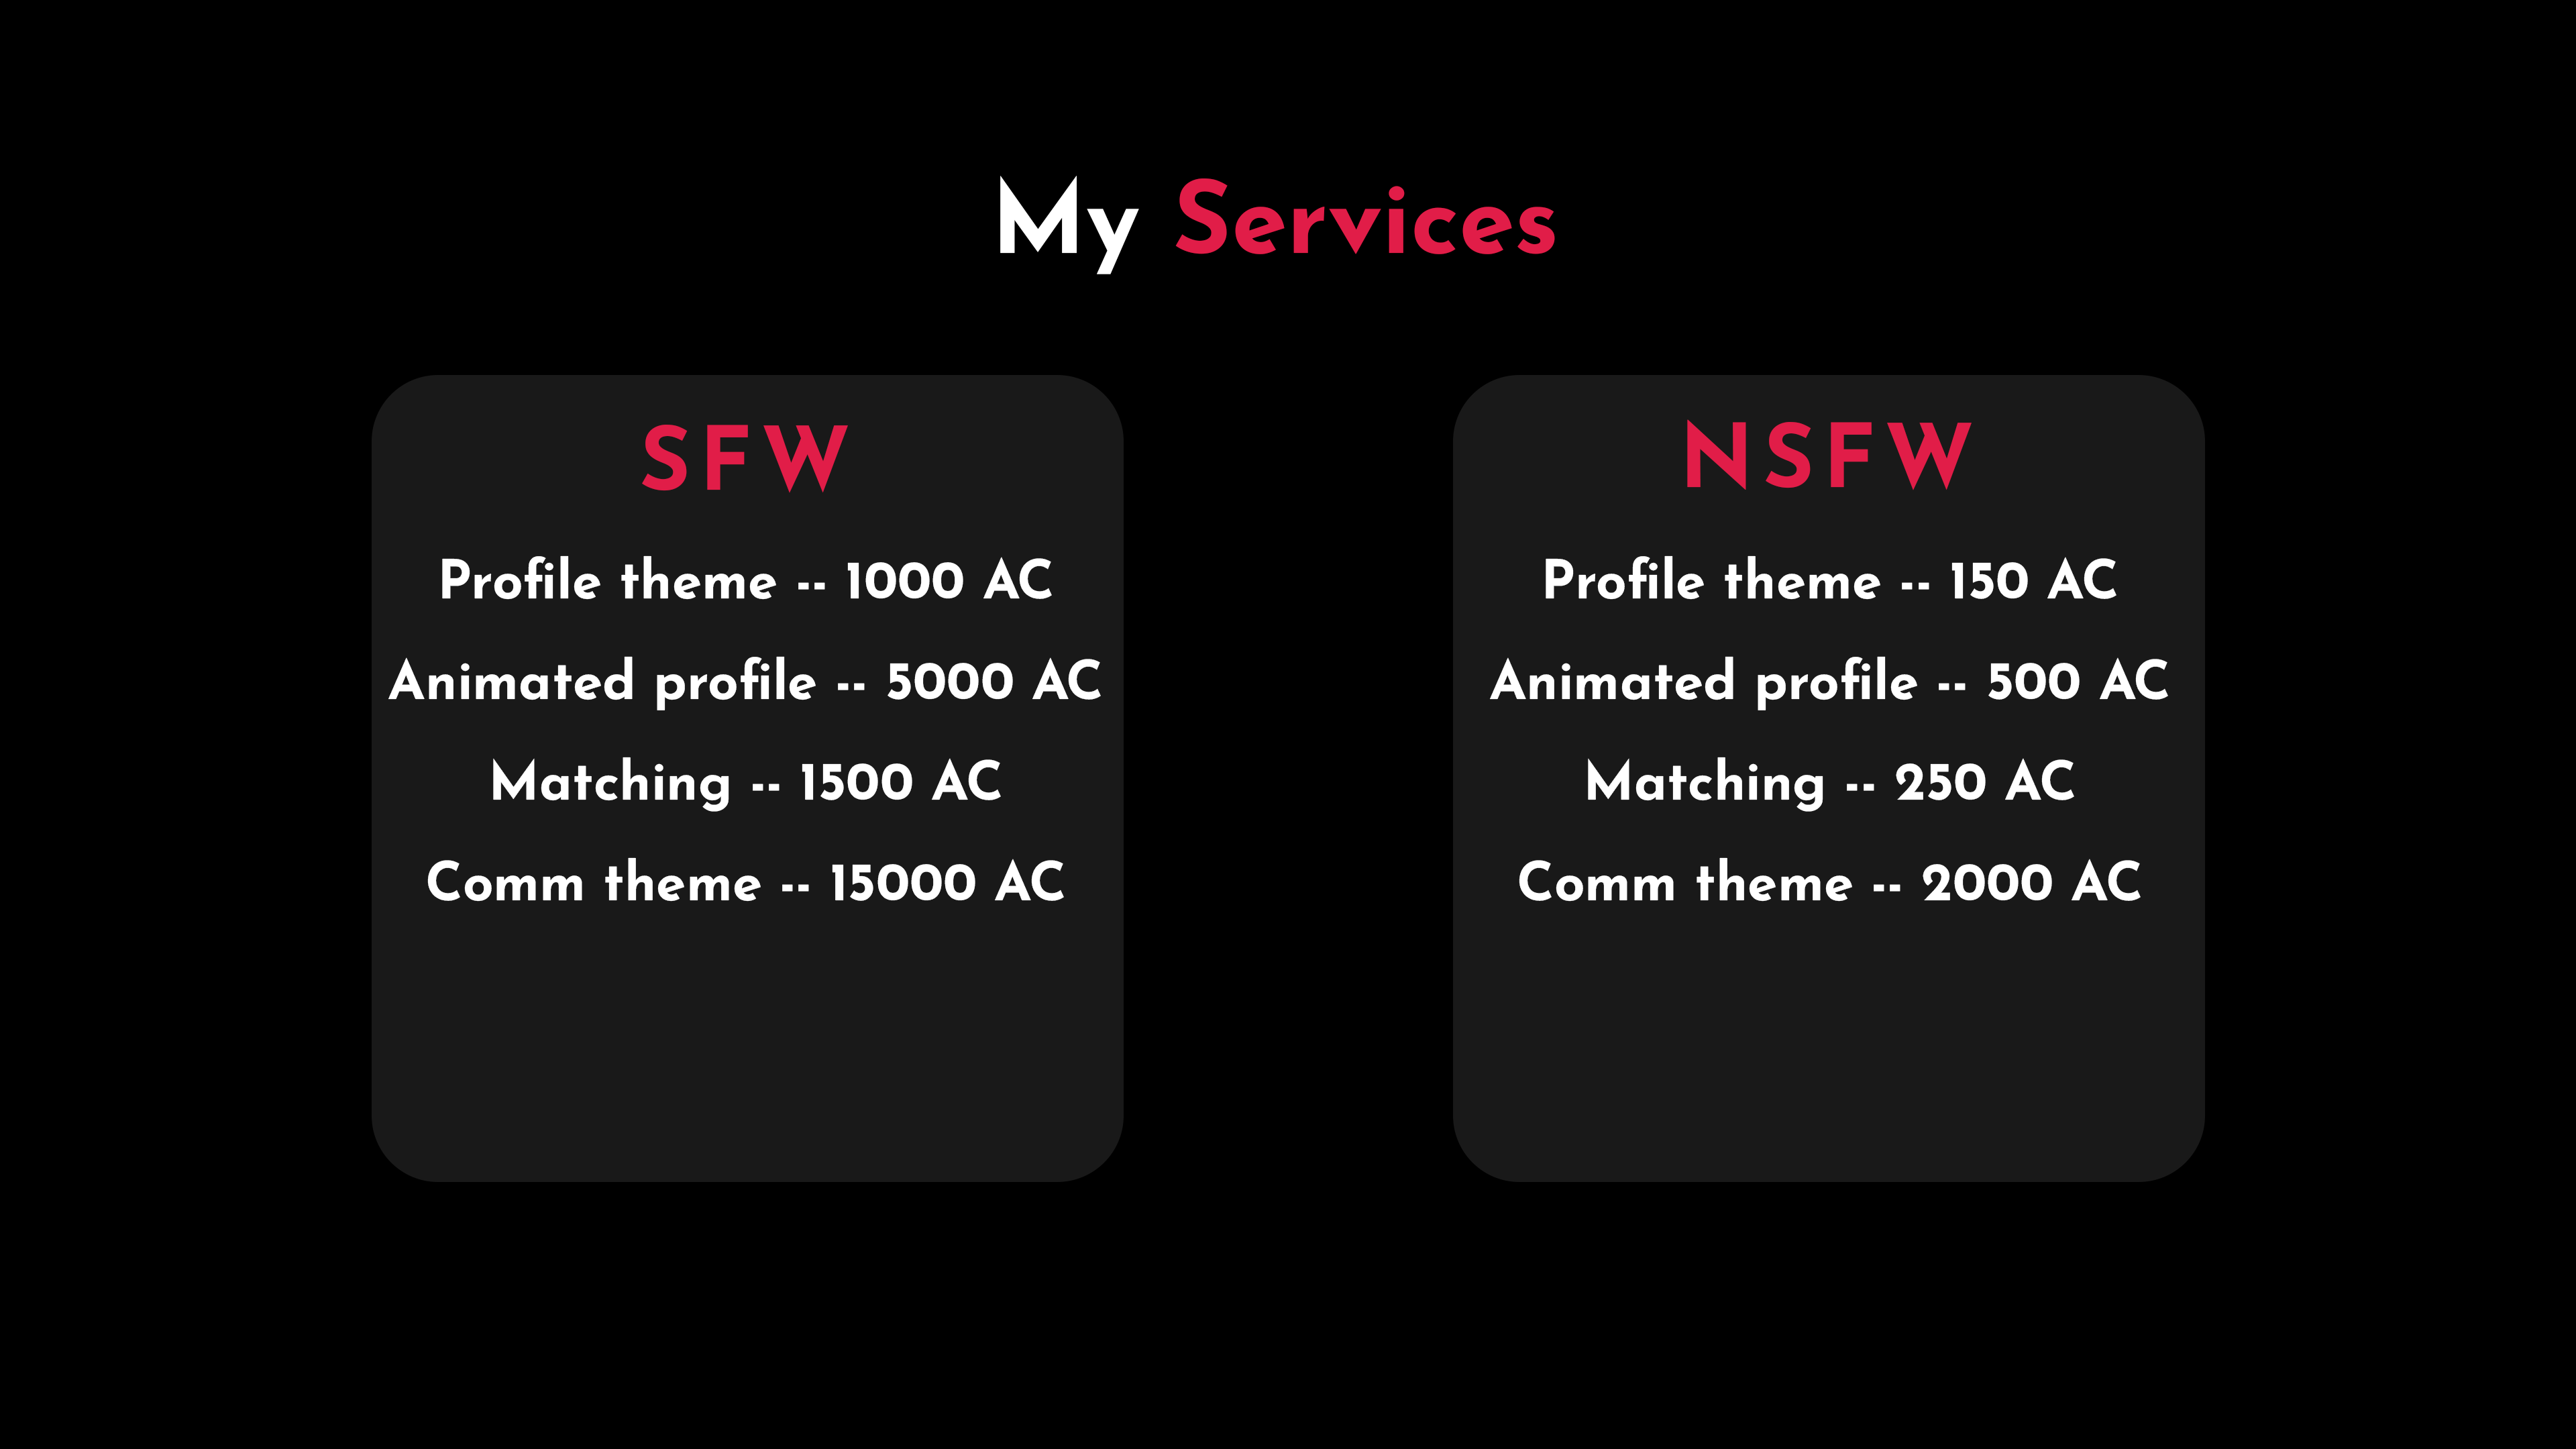 My Services
SFW
Profile theme -- 1000 AC
Animated profile -- 5000 AC
Matching -- 1500 AC
Comm theme -- 15000 AC
NSFW
Profile theme -- 150 AC
Animated profile -- 500 AC
Matching -- 250 AC
Comm theme -- 2000 AC